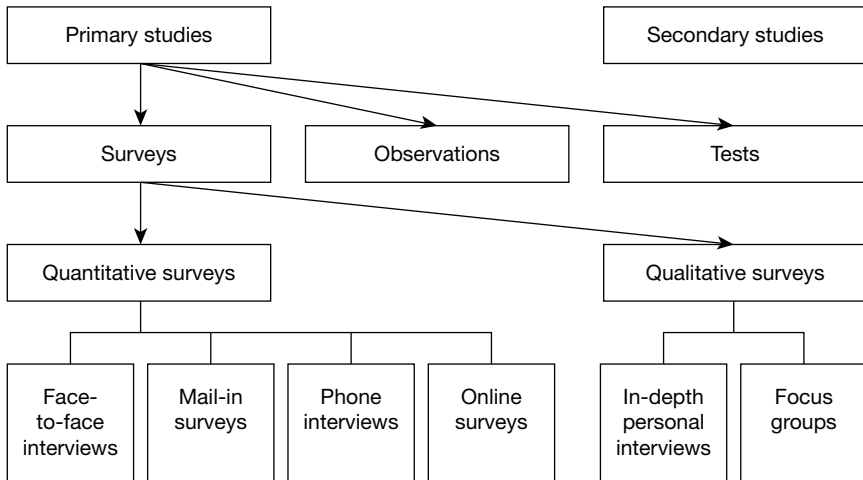 Primary studies
Secondary studies
Surveys
Observations
Tests
Quantitative surveys
Qualitative surveys
Face-
to-face
interviews
Mail-in
surveys
Phone
interviews
Online
surveys
In-depth
personal
interviews
Focus
groups